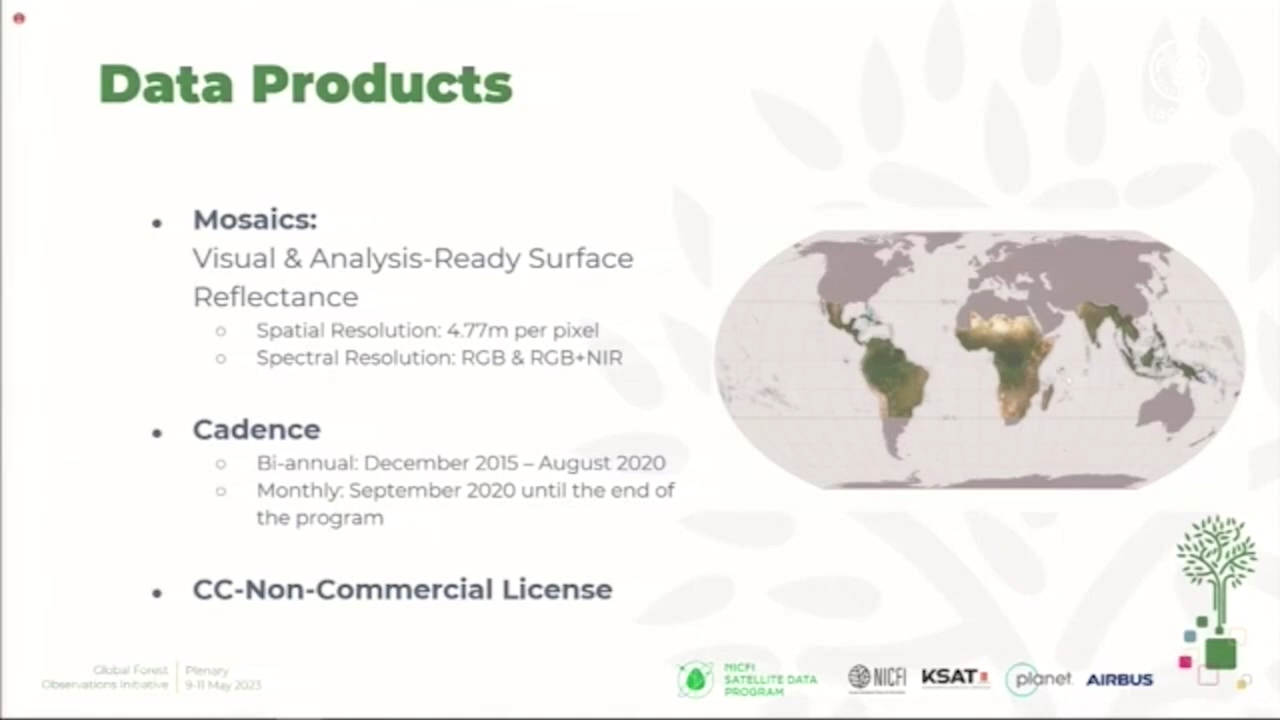 Data Products
Mosaics:
Visual & Analysis-Ready Surface
Reflectance
Spatial Resolution: 4.77m per pixel
Spectral Resolution: RGB & RGB+NIR
Cadence
Bi-annual: December 2015 – August 2020
Monthly: September 2020 until the end of
the program
CC-Non-Commercial License
Global Forest
Observations Initiative
Plenary
9-11 May 2023
NICFI
SATELLITE DATA
PROGRAM
NICFI
KSAT
planet.
AIRBUS